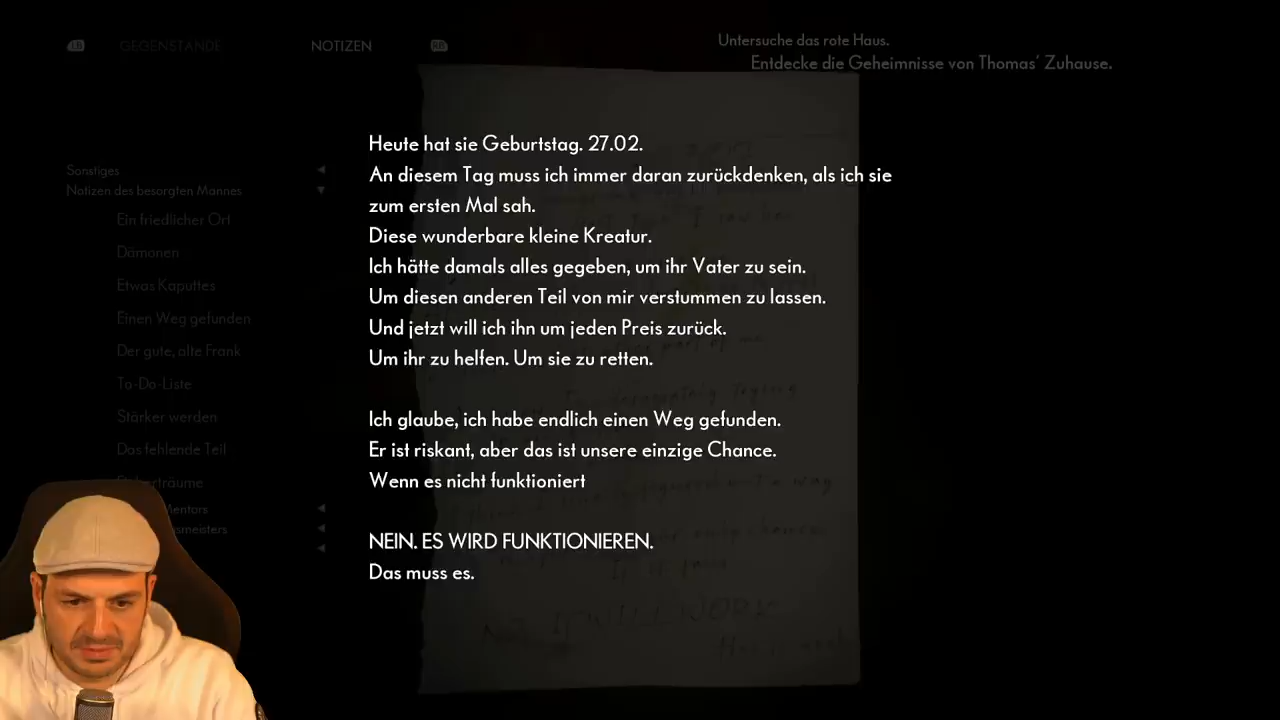 LB
GEGENSTÄNDE
NOTIZEN
RB
Untersuche das rote Haus.
Entdecke die Geheimnisse von Thomas' Zuhause.
Sonstiges
Notizen des besorgten Mannes
Ein friedlicher Ort
Dämonen
Etwas Kaputtes
Einen Weg gefunden
Der gute, alte Frank
To-Do-Liste
Stärker werden
Das fehlende Teil
Mentors
Heute hat sie Geburtstag. 27.02.
An diesem Tag muss ich immer daran zurückdenken, als ich sie
zum ersten Mal sah.
Diese wunderbare kleine Kreatur.
Ich hätte damals alles gegeben, um ihr Vater zu sein.
Um diesen anderen Teil von mir verstummen zu lassen.
Und jetzt will ich ihn um jeden Preis zurück.
Um ihr zu helfen. Um sie zu retten.
Ich glaube, ich habe endlich einen Weg gefunden.
Er ist riskant, aber das ist unsere einzige Chance.
Wenn es nicht funktioniert
NEIN. ES WIRD FUNKTIONIEREN.
Das muss es.